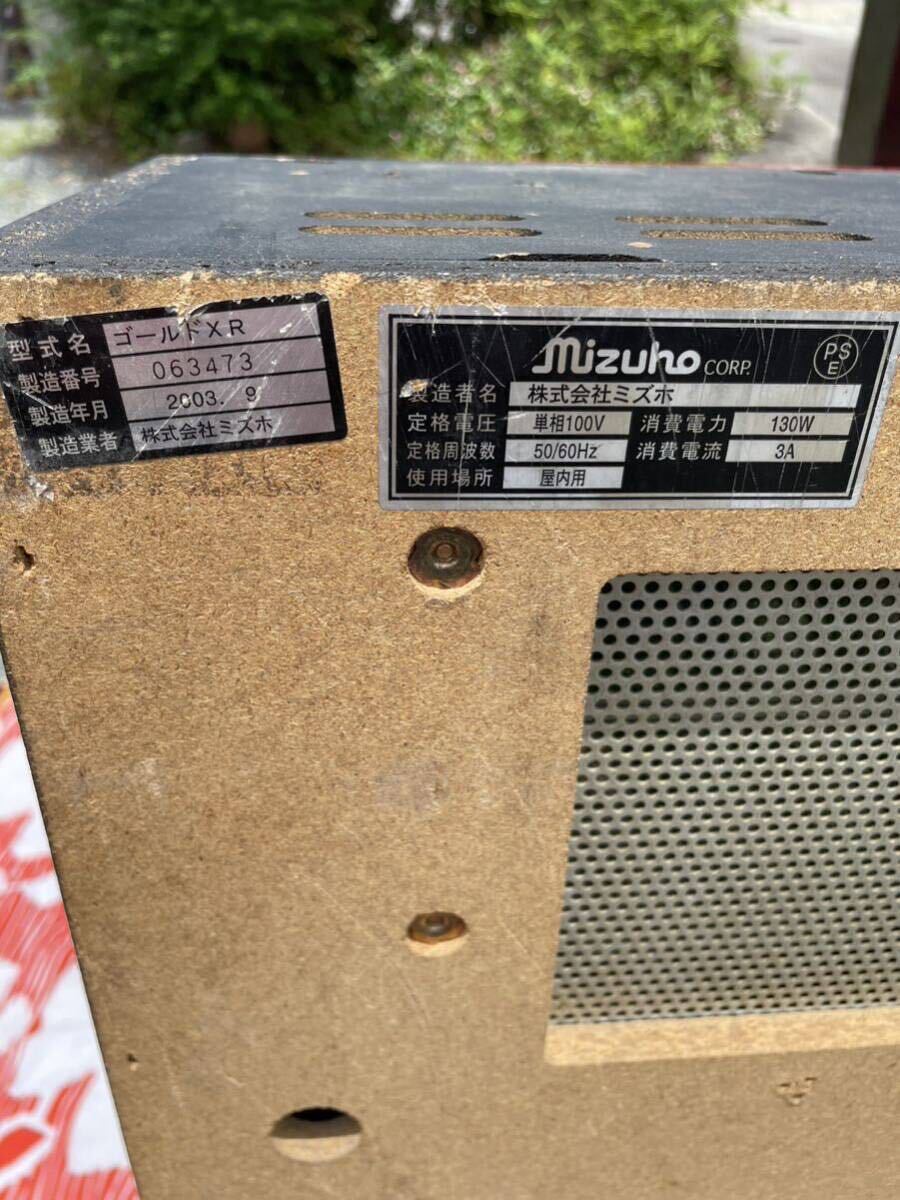 型式名 ゴールドXR
製造番号 063473
製造年月 2003. 9
製造業者 株式会社ミズホ
mizuho CORP.
PSE
製造者名 株式会社ミズホ
定格電圧 単相100V 消費電力 130W
定格周波数 50/60Hz 消費電流 3A
使用場所 屋内用